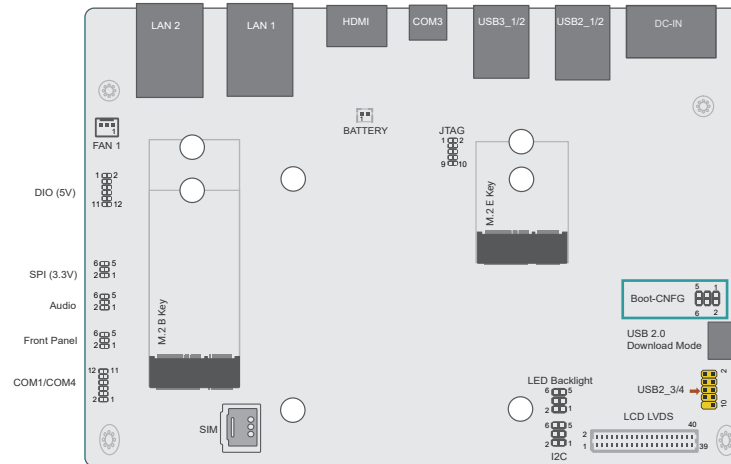 LAN 2
LAN 1
HDMI
COM3
USB3_1/2
USB2_1/2
DC-IN
1
FAN 1
1
BATTERY
JTAG
1 2
9 10
1 2
DIO (5V)
11 12
M.2 E Key
6 5
SPI (3.3V)
2 1
6 5
Audio
2 1
M.2 B Key
5 1
Boot-CNFG
6 2
6 5
Front Panel
2 1
USB 2.0
Download Mode
12 11
COM1/COM4
2 1
LED Backlight
6 5
2 1
2
USB2_3/4
10
SIM
6 5
2 1
I2C
LCD LVDS
40
2
1
39